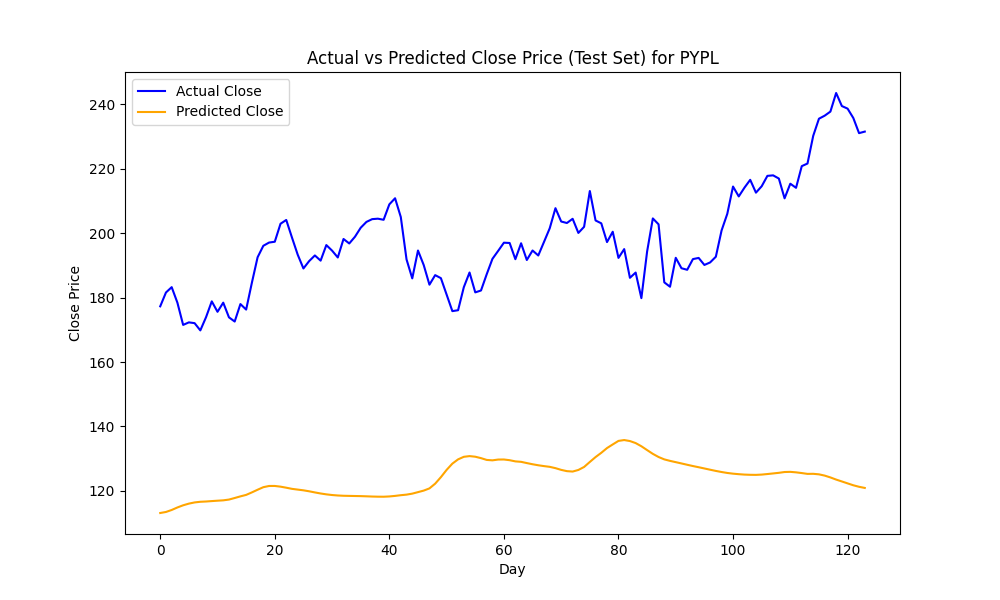 Actual vs Predicted Close Price (Test Set) for PYPL
Actual Close
Predicted Close
Close Price
240
220
200
180
160
140
120
0 20 40 60 80 100 120
Day